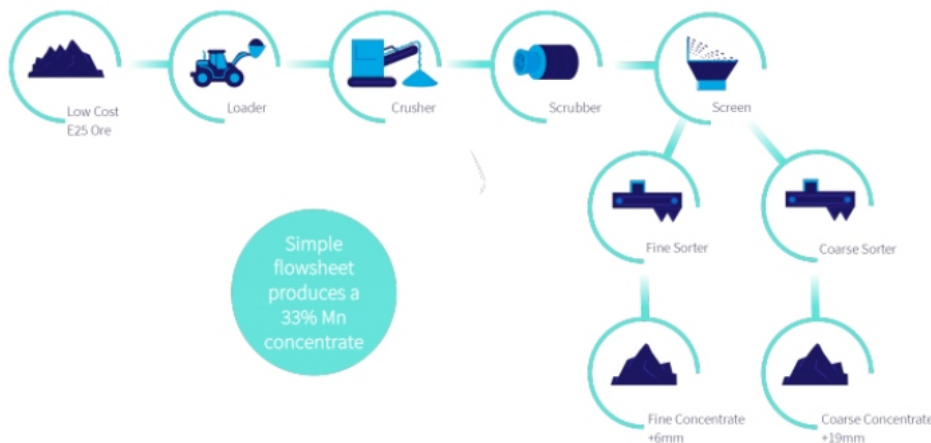 Low Cost
E25 Ore
Loader
Crusher
Scrubber
Screen
Fine Sorter
Coarse Sorter
Simple
flowsheet
produces a
33% Mn
concentrate
Fine Concentrate
+6mm
Coarse Concentrate
+19mm